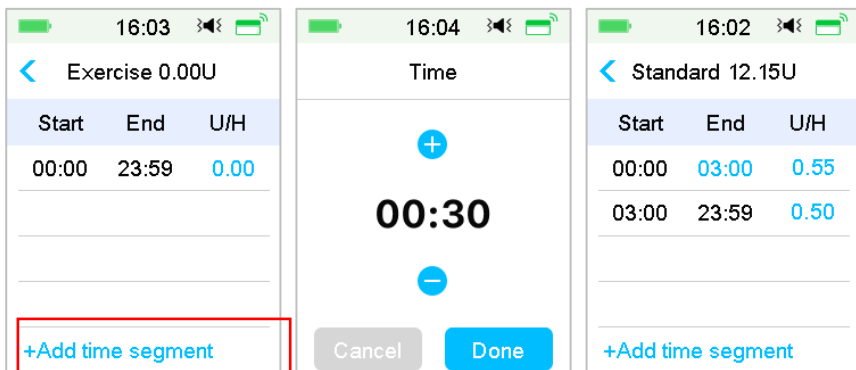 16:03
Exercise 0.00U
Start End U/H
00:00 23:59 0.00
+Add time segment
16:04
Time
+
00:30
−
Cancel Done
16:02
Standard 12.15U
Start End U/H
00:00 03:00 0.55
03:00 23:59 0.50
+Add time segment